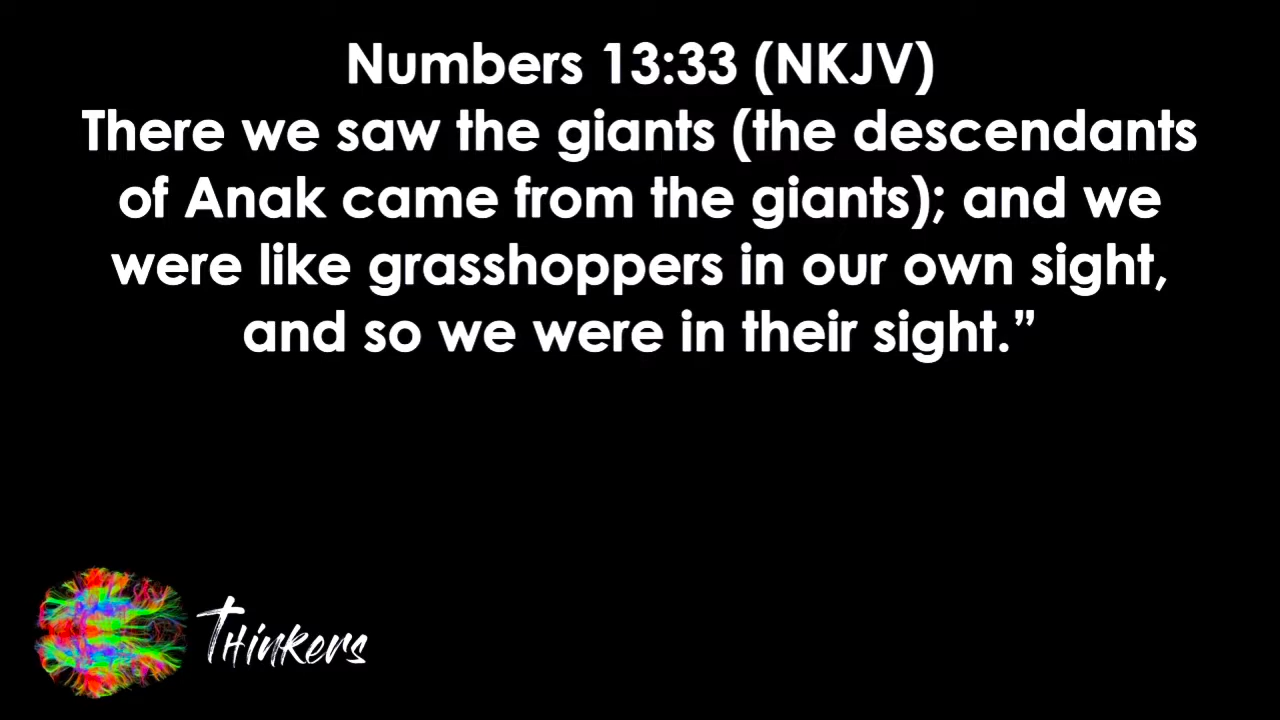 Numbers 13:33 (NKJV)
There we saw the giants (the descendants
of Anak came from the giants); and we
were like grasshoppers in our own sight,
and so we were in their sight.”
Thinkers